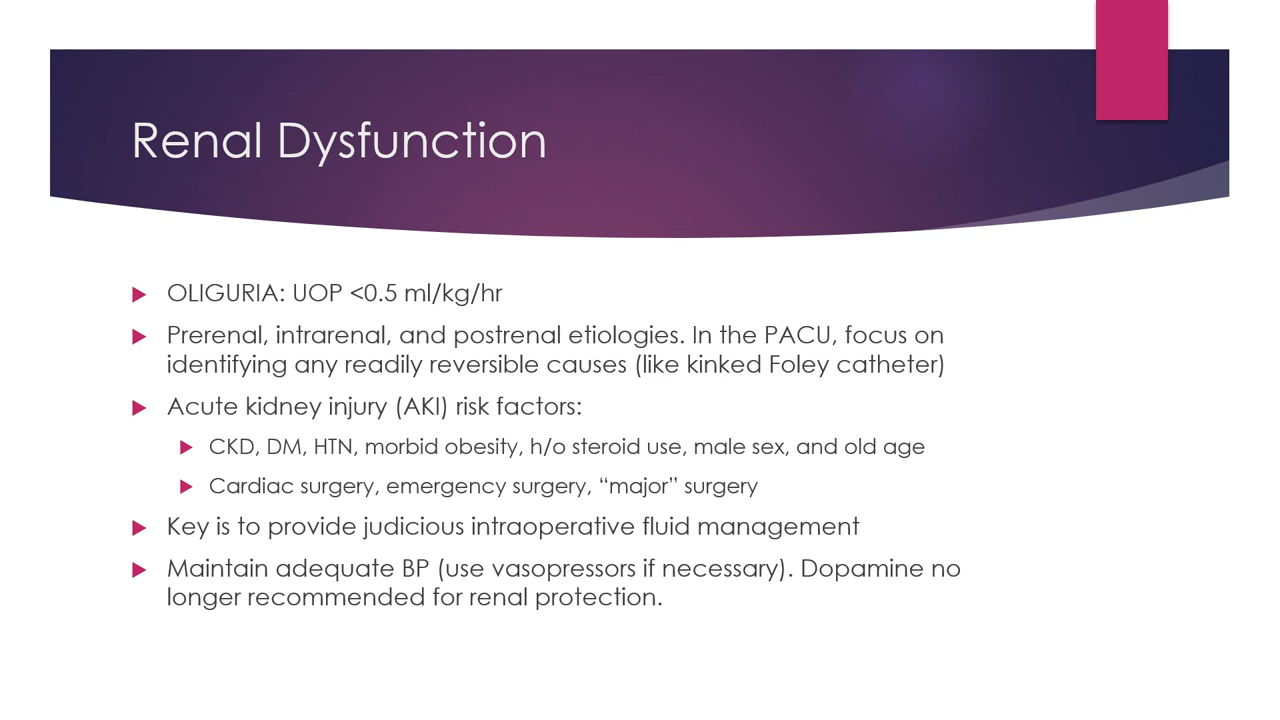 Renal Dysfunction
OLIGURIA: UOP <0.5 ml/kg/hr
Prerenal, intrarenal, and postrenal etiologies. In the PACU, focus on
identifying any readily reversible causes (like kinked Foley catheter)
Acute kidney injury (AKI) risk factors:
CKD, DM, HTN, morbid obesity, h/o steroid use, male sex, and old age
Cardiac surgery, emergency surgery, “major” surgery
Key is to provide judicious intraoperative fluid management
Maintain adequate BP (use vasopressors if necessary). Dopamine no
longer recommended for renal protection.